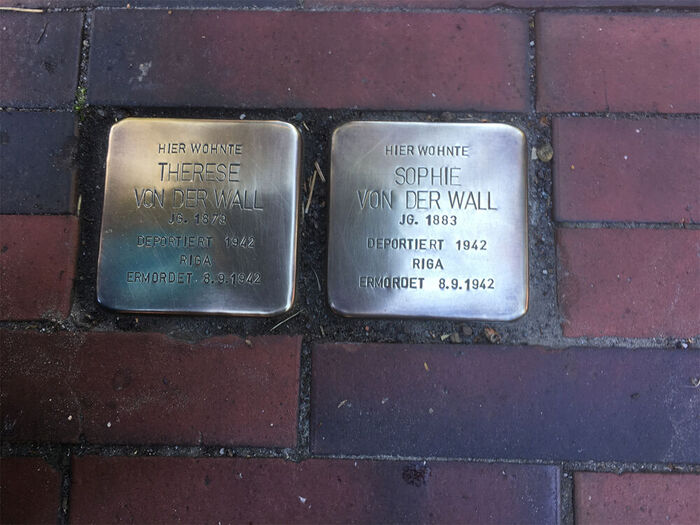 HIER WOHNTE
THERESE
VON DER WALL
JG. 1873
DEPORTIERT 1942
RIGA
ERMORDET 8.9.1942
HIER WOHNTE
SOPHIE
VON DER WALL
JG. 1883
DEPORTIERT 1942
RIGA
ERMORDET 8.9.1942